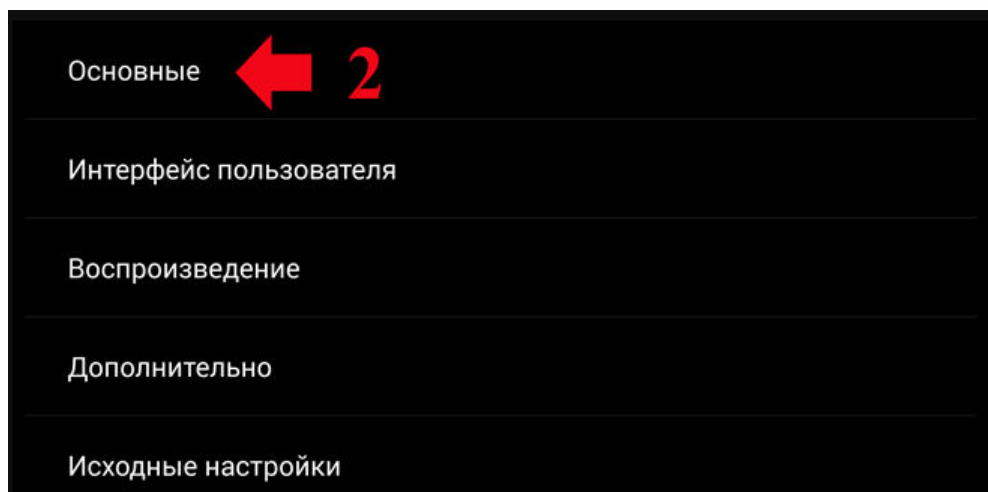 Основные 2
Интерфейс пользователя
Воспроизведение
Дополнительно
Исходные настройки